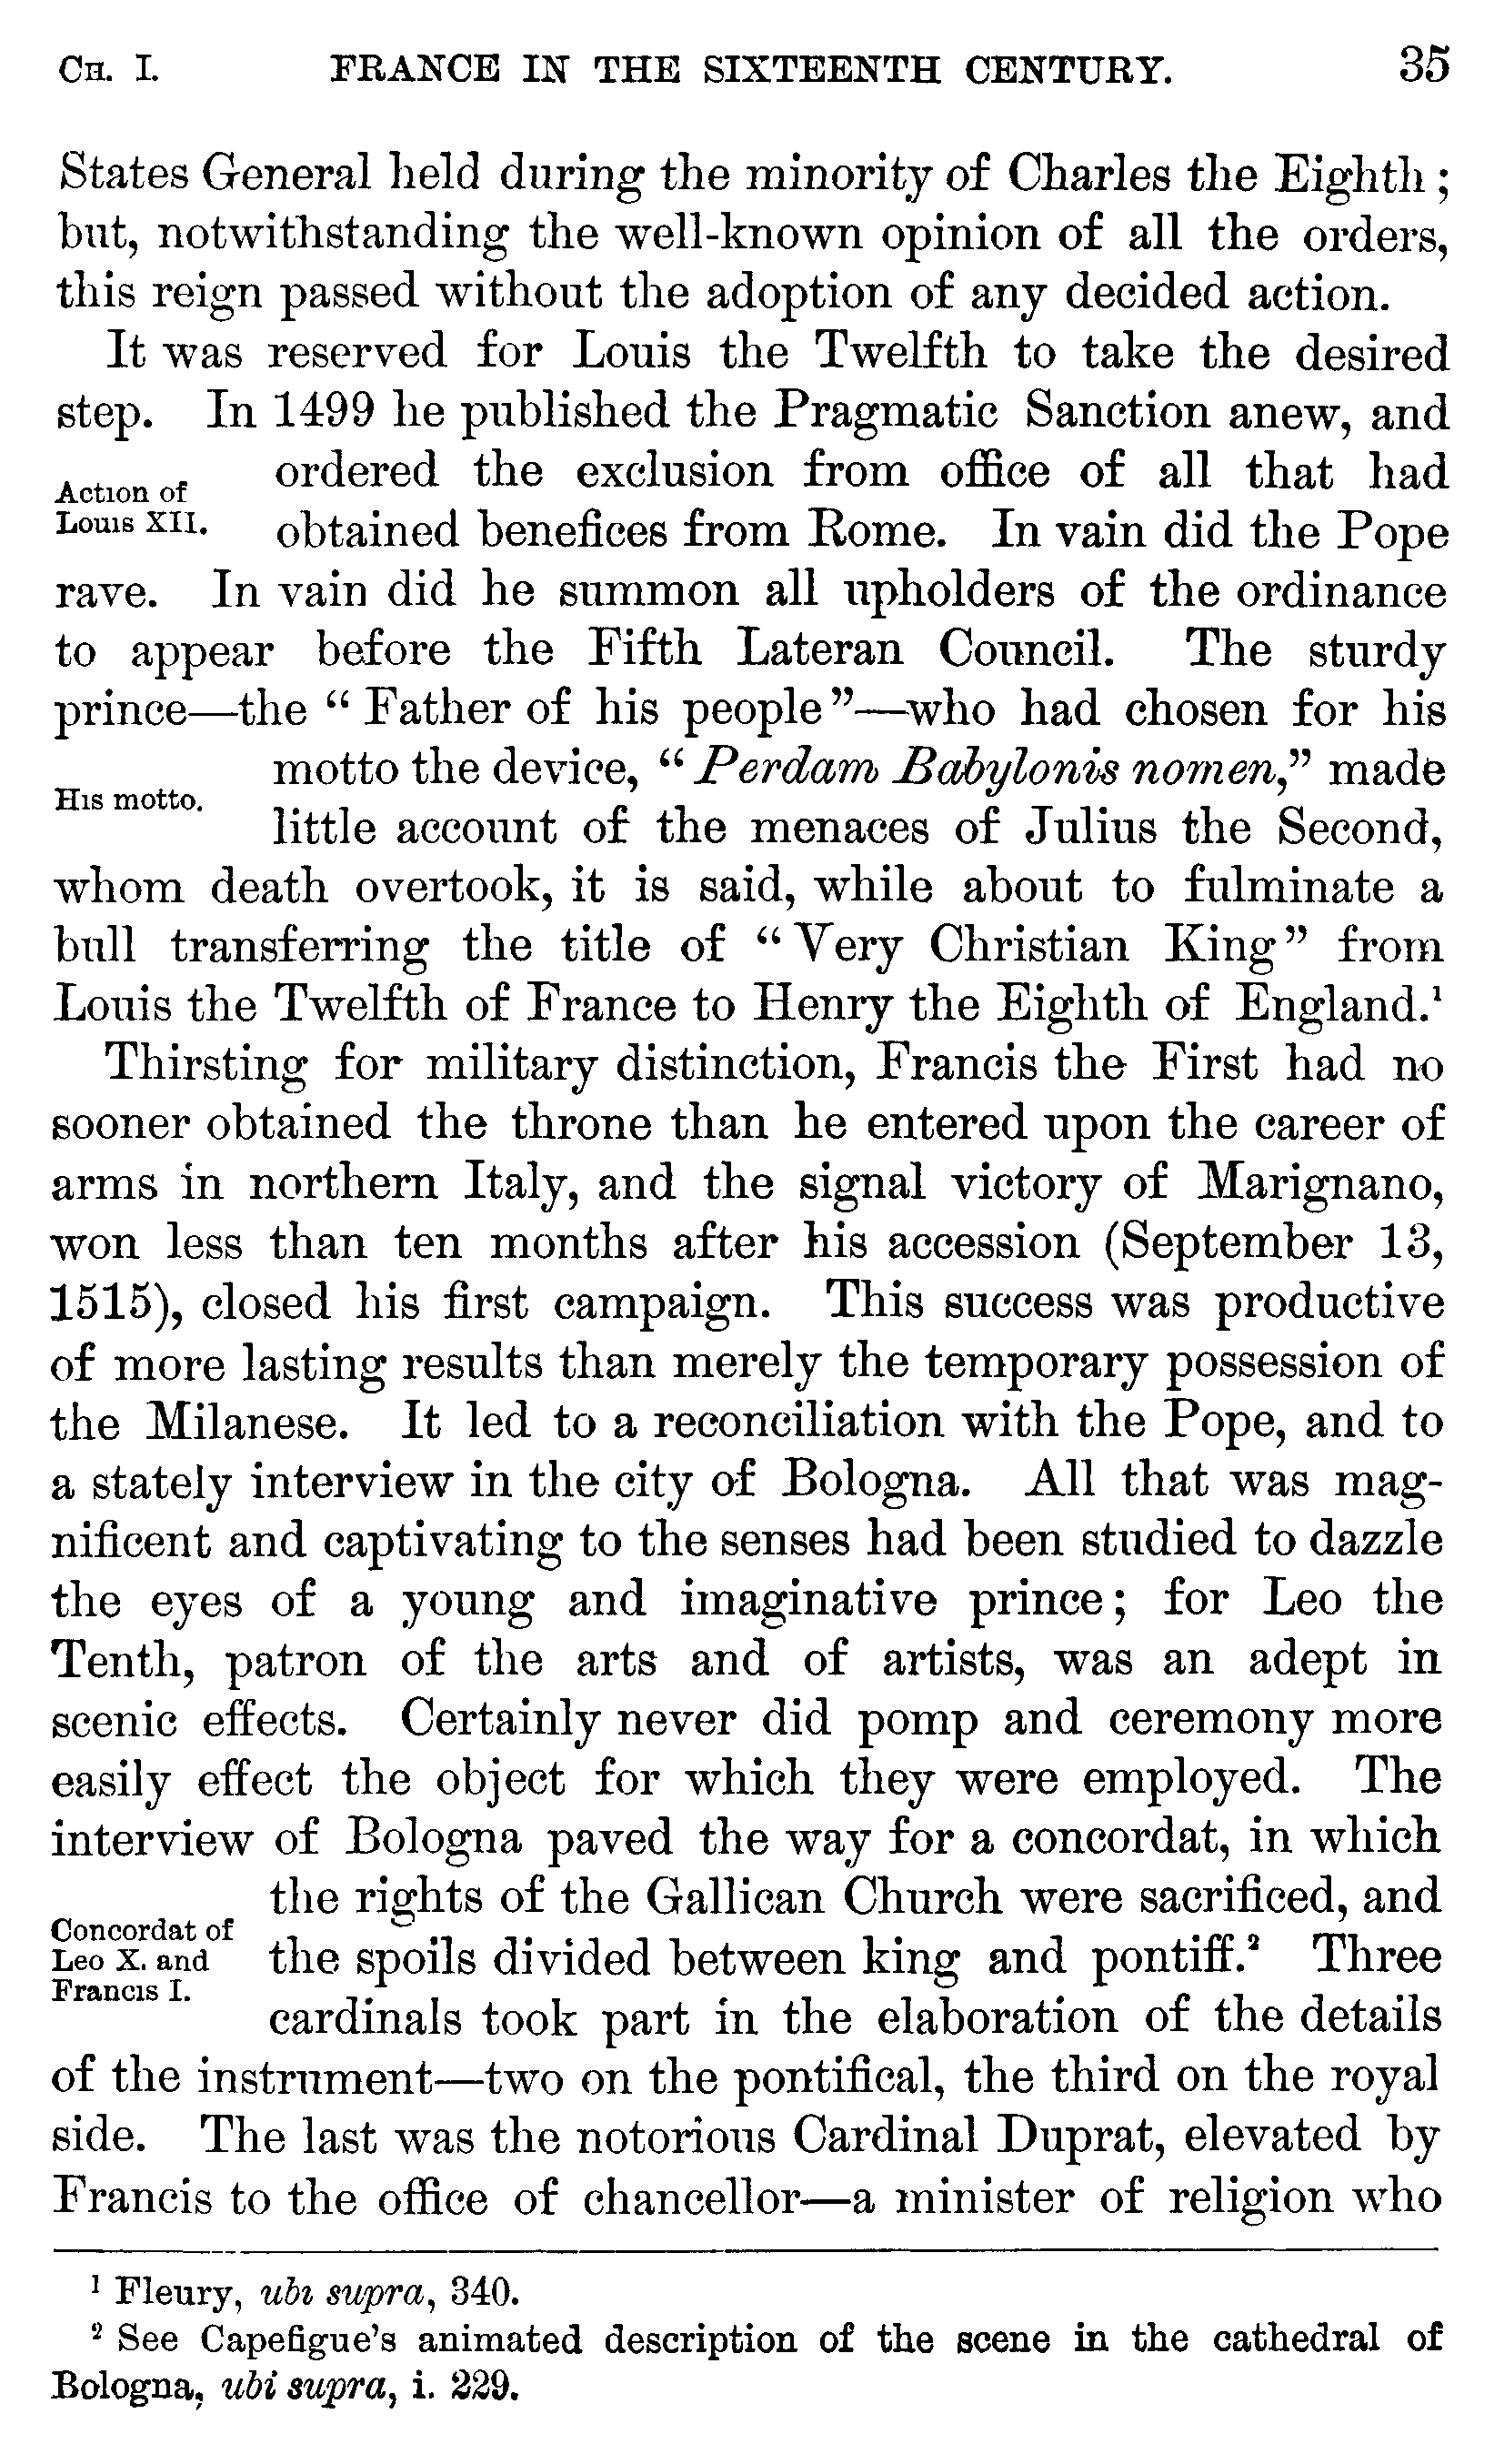 CH. I. FRANCE IN THE SIXTEENTH CENTURY. 35
States General held during the minority of Charles the Eighth;
but, notwithstanding the well-known opinion of all the orders,
this reign passed without the adoption of any decided action.
It was reserved for Louis the Twelfth to take the desired
step. In 1499 he published the Pragmatic Sanction anew, and
Action of
Louis XII.
ordered the exclusion from office of all that had
obtained benefices from Rome. In vain did the Pope
rave. In vain did he summon all upholders of the ordinance
to appear before the Fifth Lateran Council. The sturdy
prince—the “Father of his people”—who had chosen for his
His motto.
motto the device, “Perdam Babylonis nomen,” made
little account of the menaces of Julius the Second,
whom death overtook, it is said, while about to fulminate a
bull transferring the title of “Very Christian King” from
Louis the Twelfth of France to Henry the Eighth of England.¹
Thirsting for military distinction, Francis the First had no
sooner obtained the throne than he entered upon the career of
arms in northern Italy, and the signal victory of Marignano,
won less than ten months after his accession (September 13,
1515), closed his first campaign. This success was productive
of more lasting results than merely the temporary possession of
the Milanese. It led to a reconciliation with the Pope, and to
a stately interview in the city of Bologna. All that was mag-
nificent and captivating to the senses had been studied to dazzle
the eyes of a young and imaginative prince; for Leo the
Tenth, patron of the arts and of artists, was an adept in
scenic effects. Certainly never did pomp and ceremony more
easily effect the object for which they were employed. The
interview of Bologna paved the way for a concordat, in which
Concordat of
Leo X. and
Francis I.
the rights of the Gallican Church were sacrificed, and
the spoils divided between king and pontiff.² Three
cardinals took part in the elaboration of the details
of the instrument—two on the pontifical, the third on the royal
side. The last was the notorious Cardinal Duprat, elevated by
Francis to the office of chancellor—a minister of religion who
¹ Fleury, ubi supra, 340.
² See Capefigue’s animated description of the scene in the cathedral of
Bologna, ubi supra, i. 229.